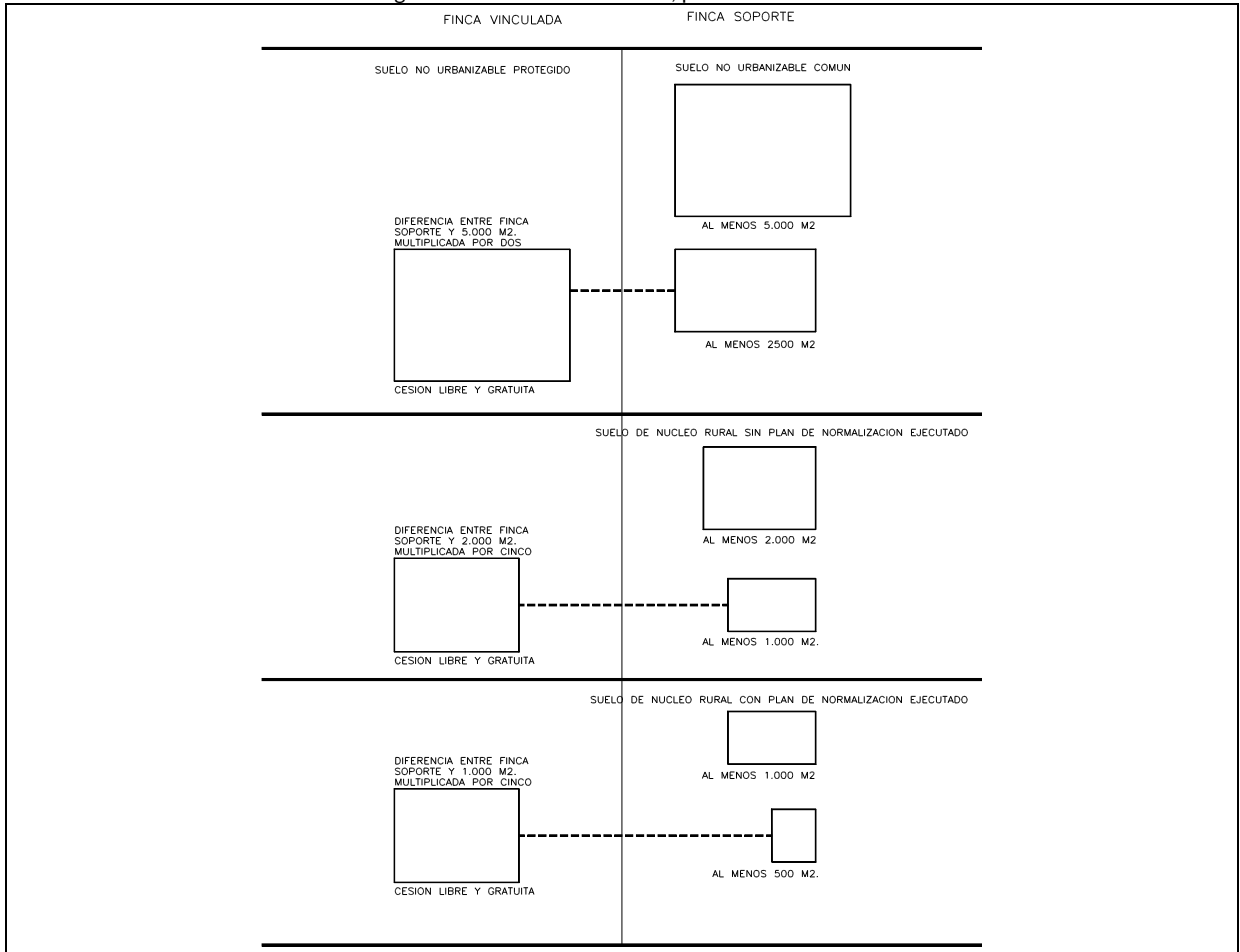 FINCA VINCULADA
FINCA SOPORTE
SUELO NO URBANIZABLE PROTEGIDO
SUELO NO URBANIZABLE COMUN
AL MENOS 5.000 M2
DIFERENCIA ENTRE FINCA
SOPORTE Y 5.000 M2.
MULTIPLICADA POR DOS
AL MENOS 2500 M2
CESION LIBRE Y GRATUITA
SUELO DE NUCLEO RURAL SIN PLAN DE NORMALIZACION EJECUTADO
AL MENOS 2.000 M2
DIFERENCIA ENTRE FINCA
SOPORTE Y 2.000 M2.
MULTIPLICADA POR CINCO
AL MENOS 1.000 M2.
CESION LIBRE Y GRATUITA
SUELO DE NUCLEO RURAL CON PLAN DE NORMALIZACION EJECUTADO
AL MENOS 1.000 M2
DIFERENCIA ENTRE FINCA
SOPORTE Y 1.000 M2.
MULTIPLICADA POR CINCO
AL MENOS 500 M2.
CESION LIBRE Y GRATUITA